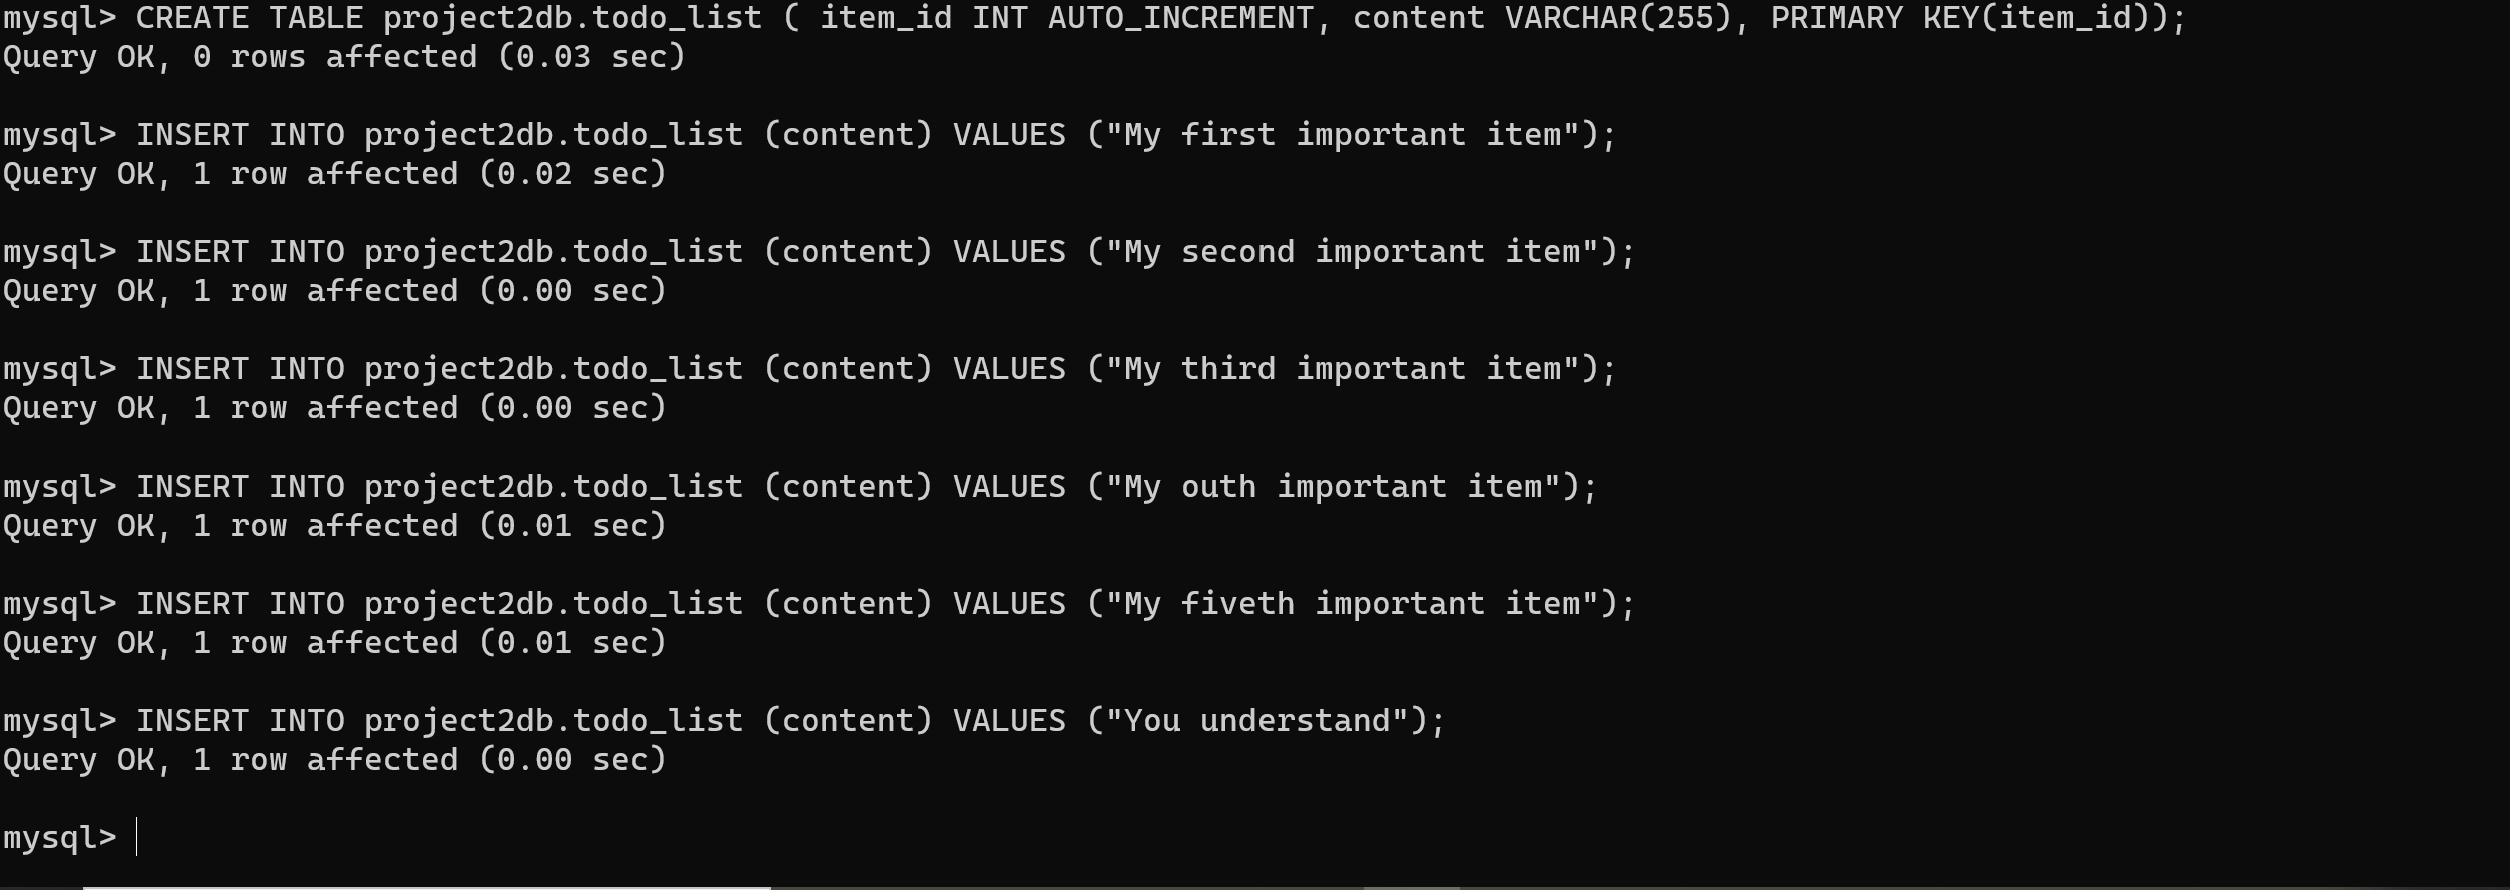 mysql> CREATE TABLE project2db.todo_list ( item_id INT AUTO_INCREMENT, content VARCHAR(255), PRIMARY KEY(item_id));
Query OK, 0 rows affected (0.03 sec)
mysql> INSERT INTO project2db.todo_list (content) VALUES ("My first important item");
Query OK, 1 row affected (0.02 sec)
mysql> INSERT INTO project2db.todo_list (content) VALUES ("My second important item");
Query OK, 1 row affected (0.00 sec)
mysql> INSERT INTO project2db.todo_list (content) VALUES ("My third important item");
Query OK, 1 row affected (0.00 sec)
mysql> INSERT INTO project2db.todo_list (content) VALUES ("My outh important item");
Query OK, 1 row affected (0.01 sec)
mysql> INSERT INTO project2db.todo_list (content) VALUES ("My fiveth important item");
Query OK, 1 row affected (0.01 sec)
mysql> INSERT INTO project2db.todo_list (content) VALUES ("You understand");
Query OK, 1 row affected (0.00 sec)
mysql>